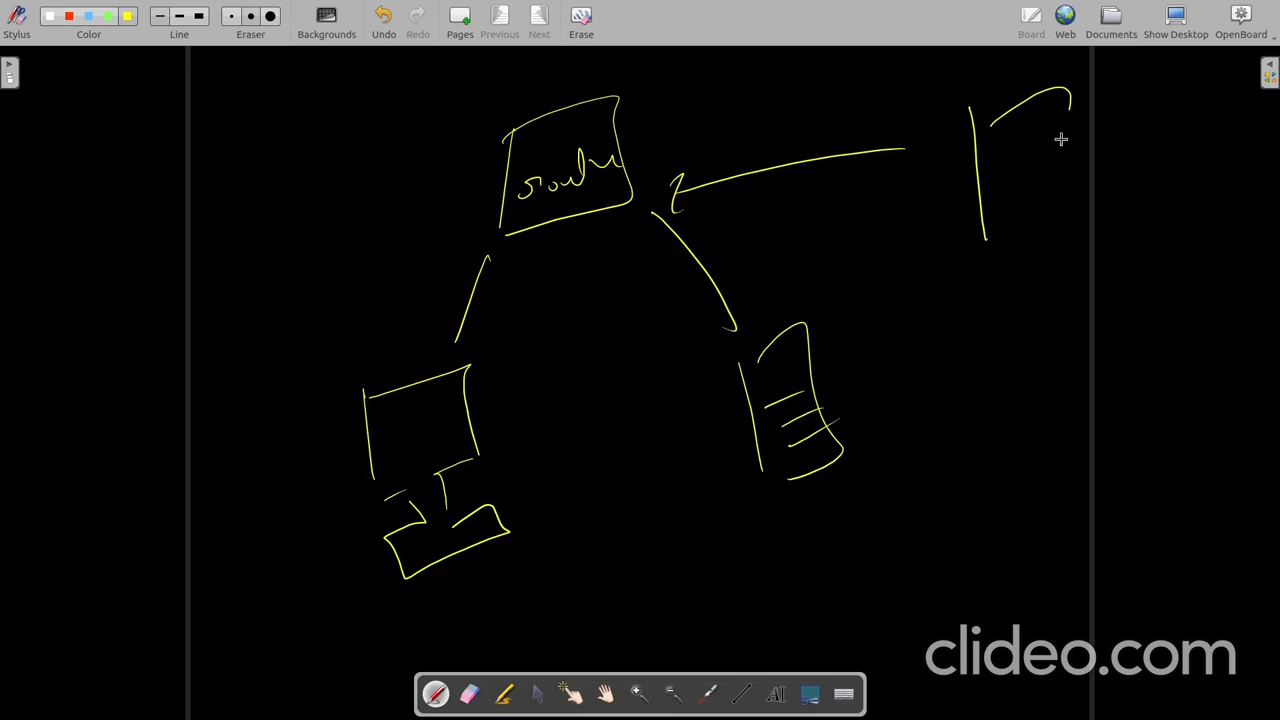 Stylus
Color
Line
Eraser
Backgrounds
Undo
Redo
Pages
Previous
Next
Erase
Board
Web
Documents
Show Desktop
OpenBoard
AI
clideo.com